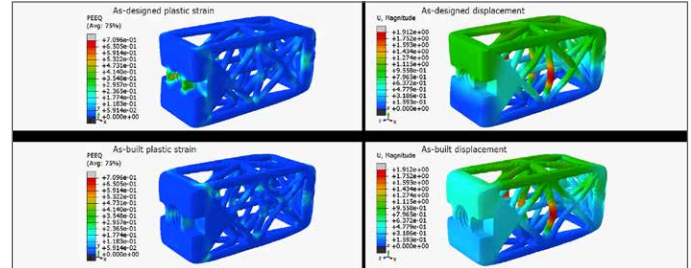 As-designed plastic strain
PEEQ
(Avg: 75%)
+7.096e-01
+6.505e-01
+5.914e-01
+5.322e-01
+4.731e-01
+4.140e-01
+3.548e-01
+2.957e-01
+2.365e-01
+1.774e-01
+1.183e-01
+5.914e-02
+0.000e+00
As-designed displacement
U, Magnitude
+1.912e+00
+1.752e+00
+1.593e+00
+1.434e+00
+1.274e+00
+1.115e+00
+9.558e-01
+7.965e-01
+6.372e-01
+4.779e-01
+3.186e-01
+1.593e-01
+0.000e+00
As-built plastic strain
PEEQ
(Avg: 75%)
+7.096e-01
+6.505e-01
+5.914e-01
+5.322e-01
+4.731e-01
+4.140e-01
+3.548e-01
+2.957e-01
+2.365e-01
+1.774e-01
+1.183e-01
+5.914e-02
+0.000e+00
As-built displacement
U, Magnitude
+1.912e+00
+1.752e+00
+1.593e+00
+1.434e+00
+1.274e+00
+1.115e+00
+9.558e-01
+7.965e-01
+6.372e-01
+4.779e-01
+3.186e-01
+1.593e-01
+0.000e+00